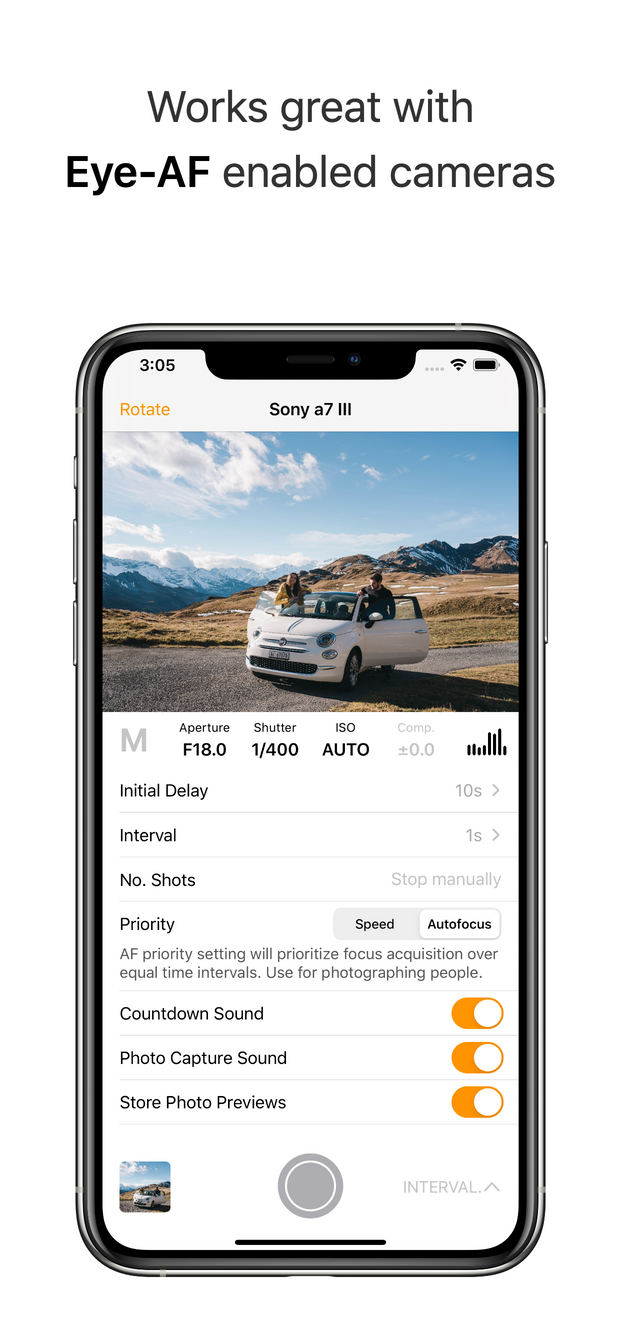 Works great with
Eye-AF enabled cameras
3:05
Rotate
Sony a7 III
M
Aperture
F18.0
Shutter
1/400
ISO
AUTO
Comp.
±0.0
Initial Delay
10s
Interval
1s
No. Shots
Stop manually
Priority
Speed
Autofocus
AF priority setting will prioritize focus acquisition over
equal time intervals. Use for photographing people.
Countdown Sound
Photo Capture Sound
Store Photo Previews
INTERVAL.